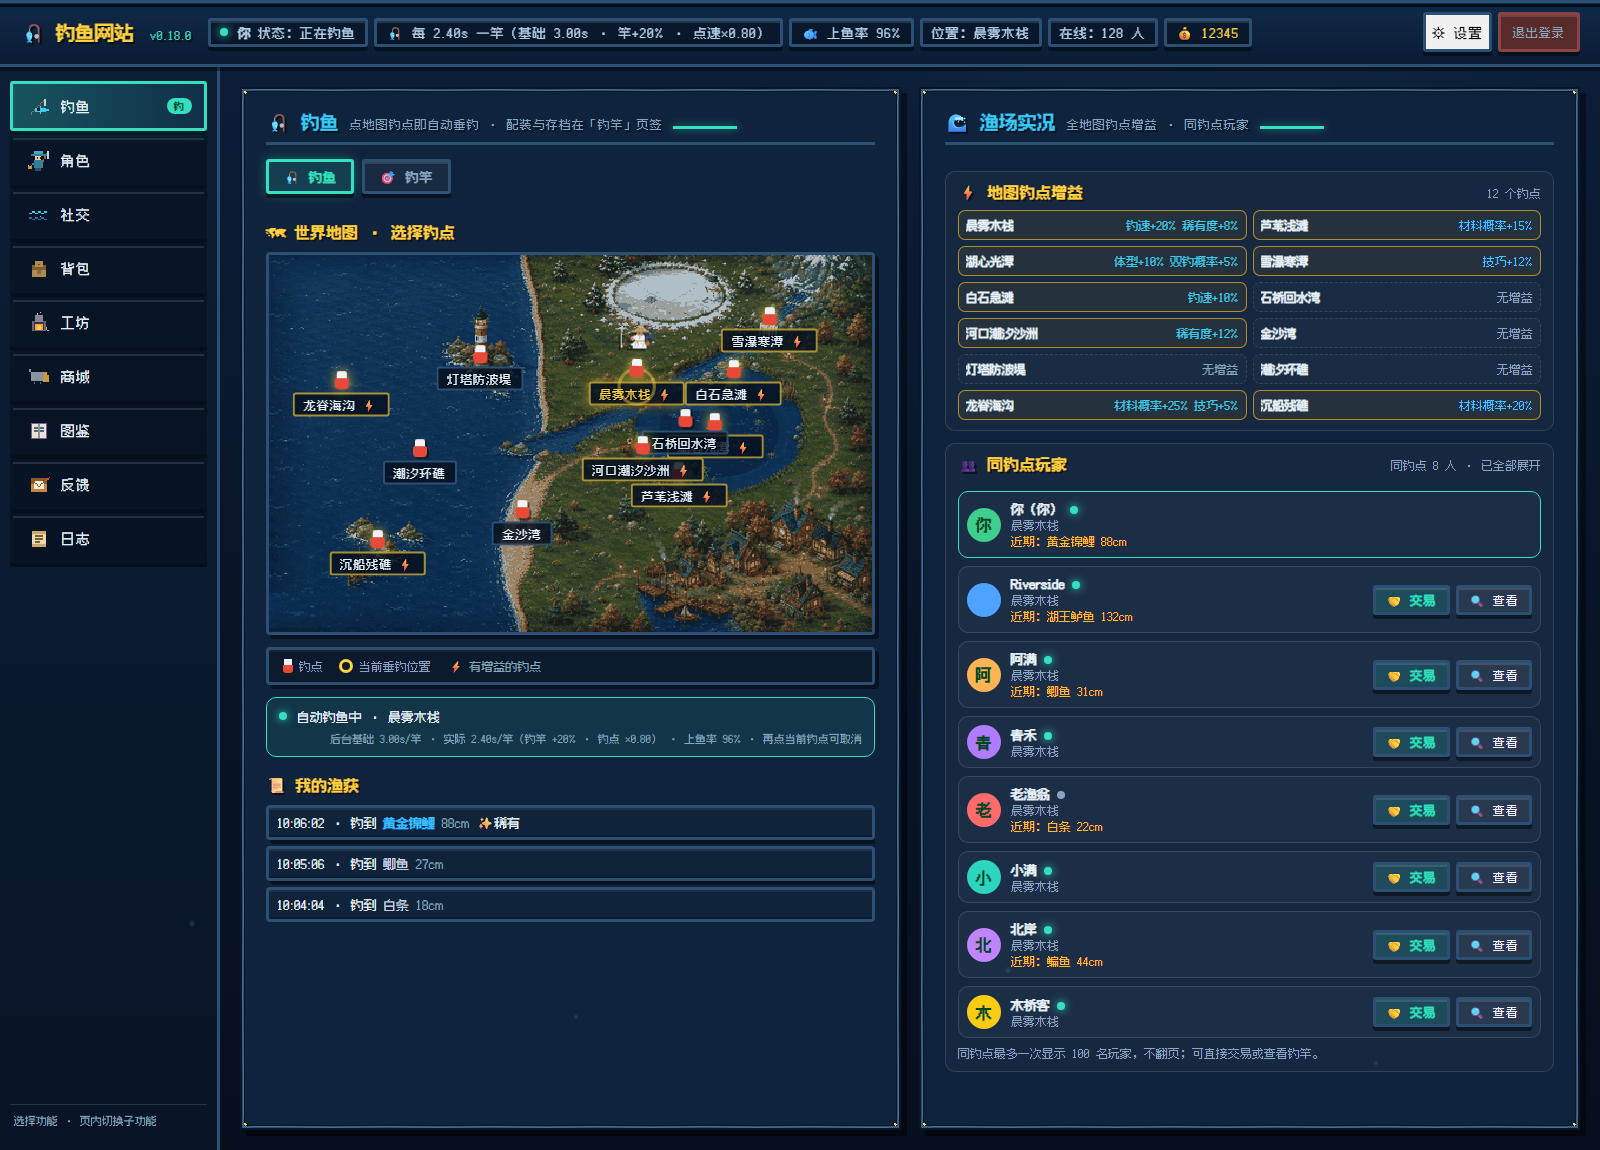 钓鱼网站 v0.18.0
你 状态：正在钓鱼
每 2.40s 一竿（基础 3.00s · 竿+20% · 点速×0.80）
上鱼率 96%
位置：晨雾木栈
在线：128 人
12345
设置
退出登录
钓鱼 钓
角色
社交
背包
工坊
商城
图鉴
反馈
日志
选择功能 · 页内切换子功能
钓鱼 点地图钓点即自动垂钓 · 配装与存档在「钓竿」页签
钓鱼 钓竿
世界地图 · 选择钓点
雪瀑寒潭
灯塔防波堤
龙脊海沟
晨雾木栈
白石急滩
石桥回水湾
潮汐环礁
河口潮汐沙洲
芦苇浅滩
金沙湾
沉船残礁
钓点 当前垂钓位置 有增益的钓点
自动钓鱼中 · 晨雾木栈
后台基础 3.00s/竿 · 实际 2.40s/竿（钓竿 +20% · 钓点 ×0.80） · 上鱼率 96% · 再点当前钓点可取消
我的渔获
10:06:02 · 钓到 黄金锦鲤 88cm ✨稀有
10:05:06 · 钓到 鲫鱼 27cm
10:04:04 · 钓到 白条 18cm
渔场实况 全地图钓点增益 · 同钓点玩家
地图钓点增益 12 个钓点
晨雾木栈 钓速+20% 稀有度+8%
芦苇浅滩 材料概率+15%
湖心光潭 体型+10% 双钓概率+5%
雪瀑寒潭 技巧+12%
白石急滩 钓速+10%
石桥回水湾 无增益
河口潮汐沙洲 稀有度+12%
金沙湾 无增益
灯塔防波堤 无增益
潮汐环礁 无增益
龙脊海沟 材料概率+25% 技巧+5%
沉船残礁 材料概率+20%
同钓点玩家 同钓点 8 人 · 已全部展开
你 你（你）
晨雾木栈
近期：黄金锦鲤 88cm
Riverside
晨雾木栈
近期：湖王鲈鱼 132cm
交易 查看
阿 阿满
晨雾木栈
近期：鲫鱼 31cm
交易 查看
青 青禾
晨雾木栈
交易 查看
老 老渔翁
晨雾木栈
近期：白条 22cm
交易 查看
小 小满
晨雾木栈
交易 查看
北 北岸
晨雾木栈
近期：鳊鱼 44cm
交易 查看
木 木桥客
晨雾木栈
交易 查看
同钓点最多一次显示 100 名玩家，不翻页；可直接交易或查看钓竿。